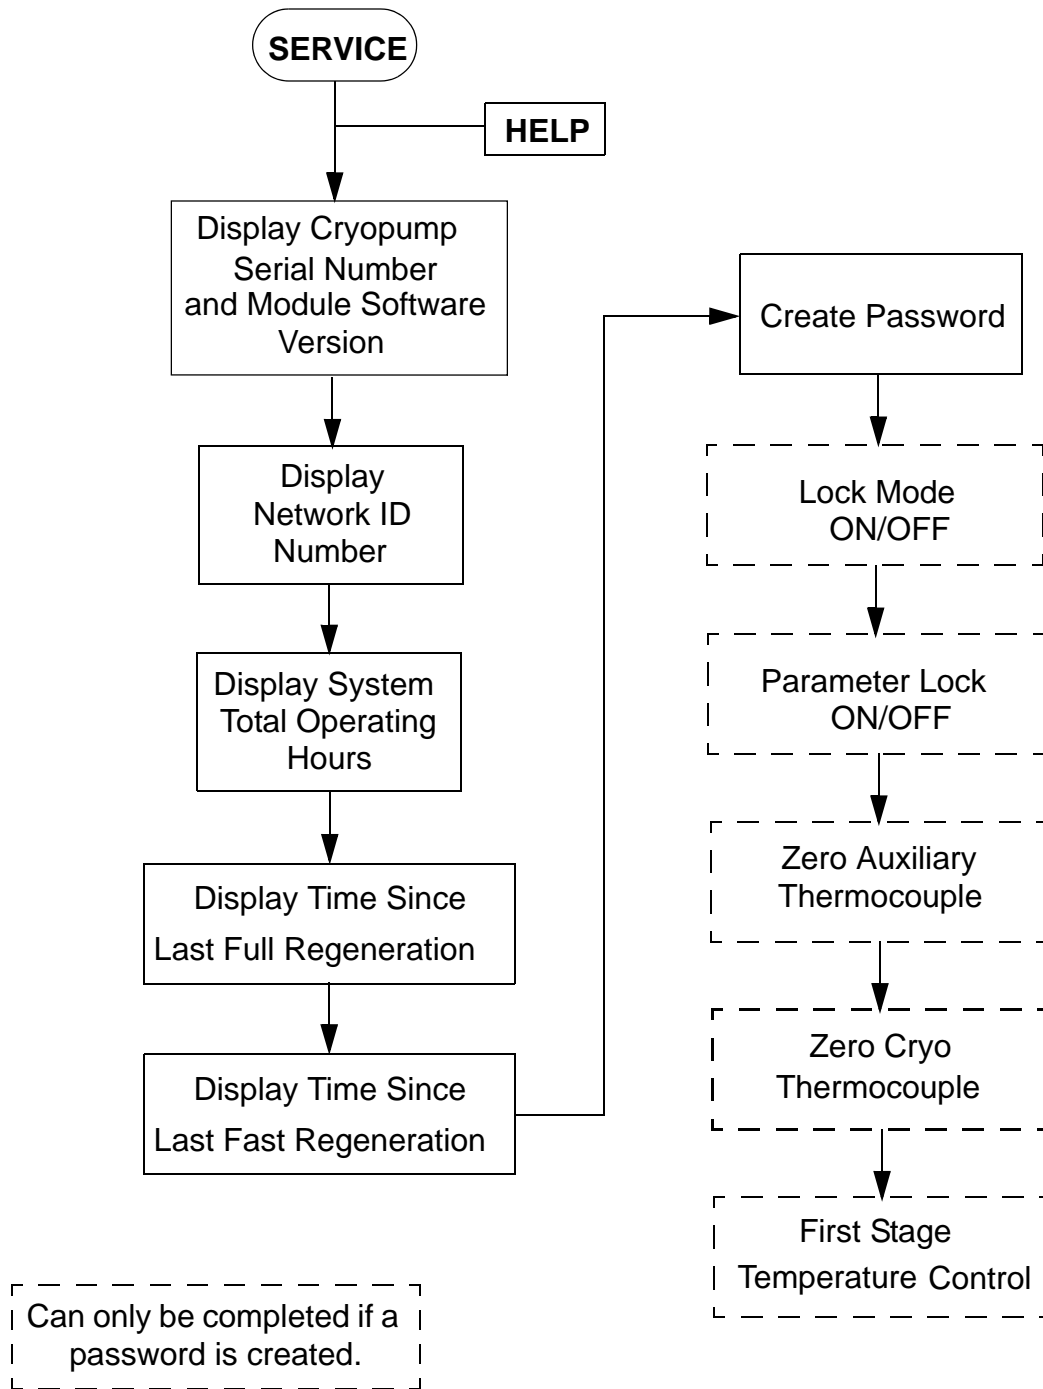 SERVICE
HELP
Display Cryopump
Serial Number
and Module Software
Version
Display
Network ID
Number
Display System
Total Operating
Hours
Display Time Since
Last Full Regeneration
Display Time Since
Last Fast Regeneration
Create Password
Lock Mode
ON/OFF
Parameter Lock
ON/OFF
Zero Auxiliary
Thermocouple
Zero Cryo
Thermocouple
First Stage
Temperature Control
Can only be completed if a
password is created.